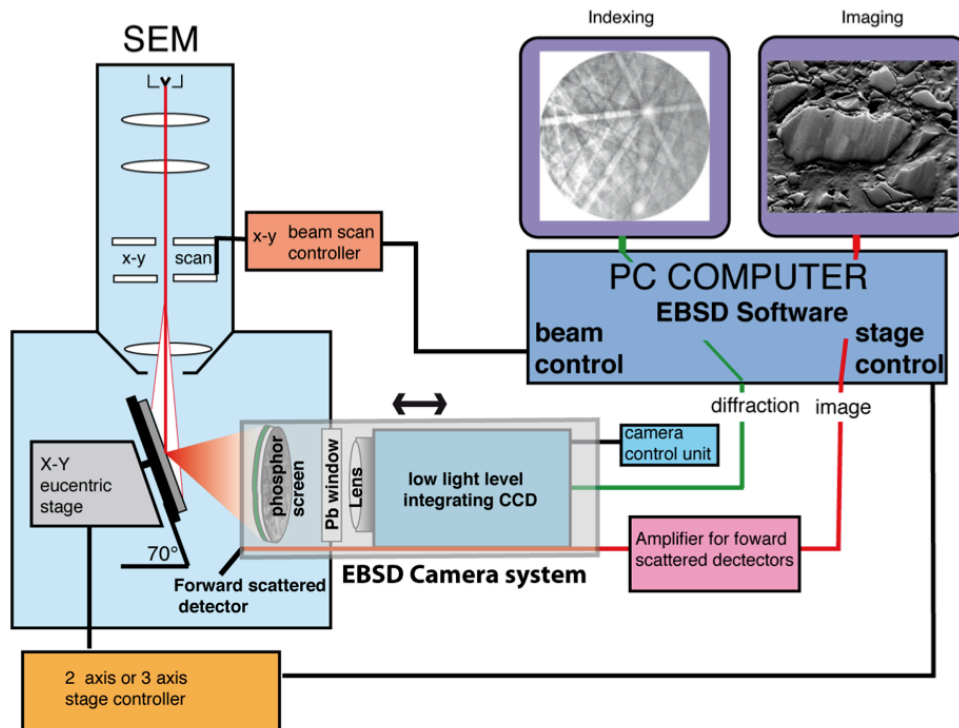 Indexing
Imaging
SEM
x-y
scan
x-y beam scan
controller
PC COMPUTER
EBSD Software
beam
control
stage
control
diffraction
image
camera
control unit
X-Y
eucentric
stage
70°
phosphor
screen
Pb window
Lens
low light level
integrating CCD
Amplifier for foward
scattered dectectors
EBSD Camera system
Forward scattered
detector
2 axis or 3 axis
stage controller